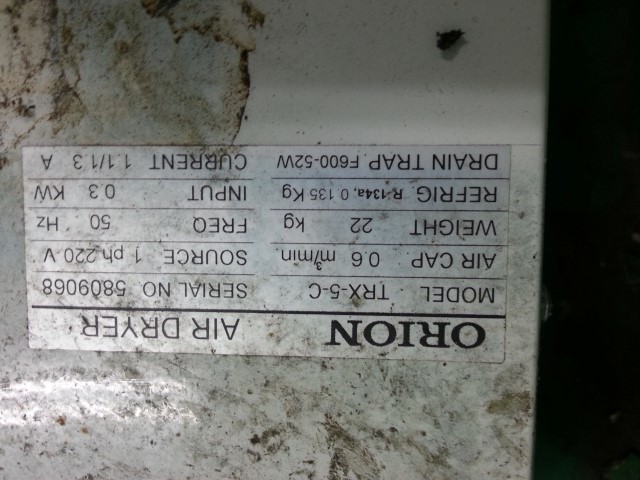 ORION AIR DRYER
MODEL TRX-5-C SERIAL NO 5809068
AIR CAP 0.6 m³/min SOURCE 1 ph 220 V
WEIGHT 22 kg FREQ 50 Hz
REFRIG R-134a, 0.135 Kg INPUT 0.3 KW
DRAIN TRAP F600-52W CURRENT 1.1/1.3 A